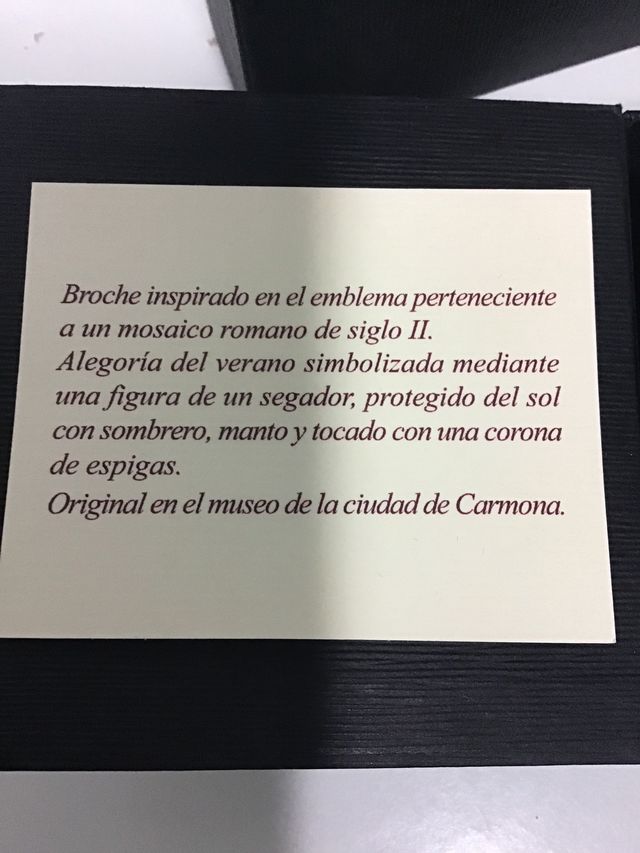 Broche inspirado en el emblema perteneciente
a un mosaico romano de siglo II.
Alegoría del verano simbolizada mediante
una figura de un segador, protegido del sol
con sombrero, manto y tocado con una corona
de espigas.
Original en el museo de la ciudad de Carmona.